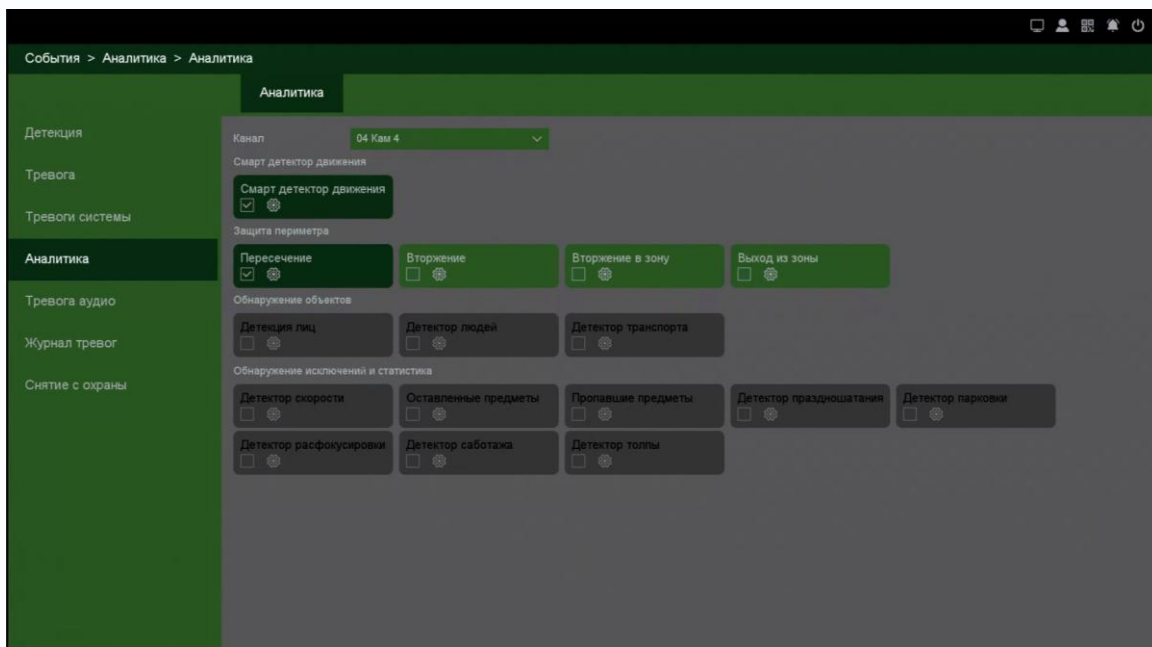 События > Аналитика > Аналитика
Аналитика
Детекция
Тревога
Тревоги системы
Аналитика
Тревога аудио
Журнал тревог
Снятие с охраны
Канал 04 Кам 4
Смарт детектор движения
Смарт детектор движения
Защита периметра
Пересечение Вторжение Вторжение в зону Выход из зоны
Обнаружение объектов
Детекция лиц Детектор людей Детектор транспорта
Обнаружение исключений и статистика
Детектор скорости Оставленные предметы Пропавшие предметы Детектор праздношатания Детектор парковки
Детектор расфокусировки Детектор саботажа Детектор толпы